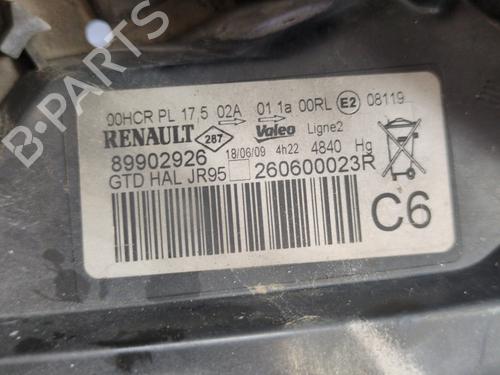 00HCR PL 17,5 02A 01 1a 00RL E2 08119
RENAULT 287 Valeo Ligne2
89902926 18/06/09 4h22 4840 Hg
GTD HAL JR95 260600023R
C6
B-PARTS